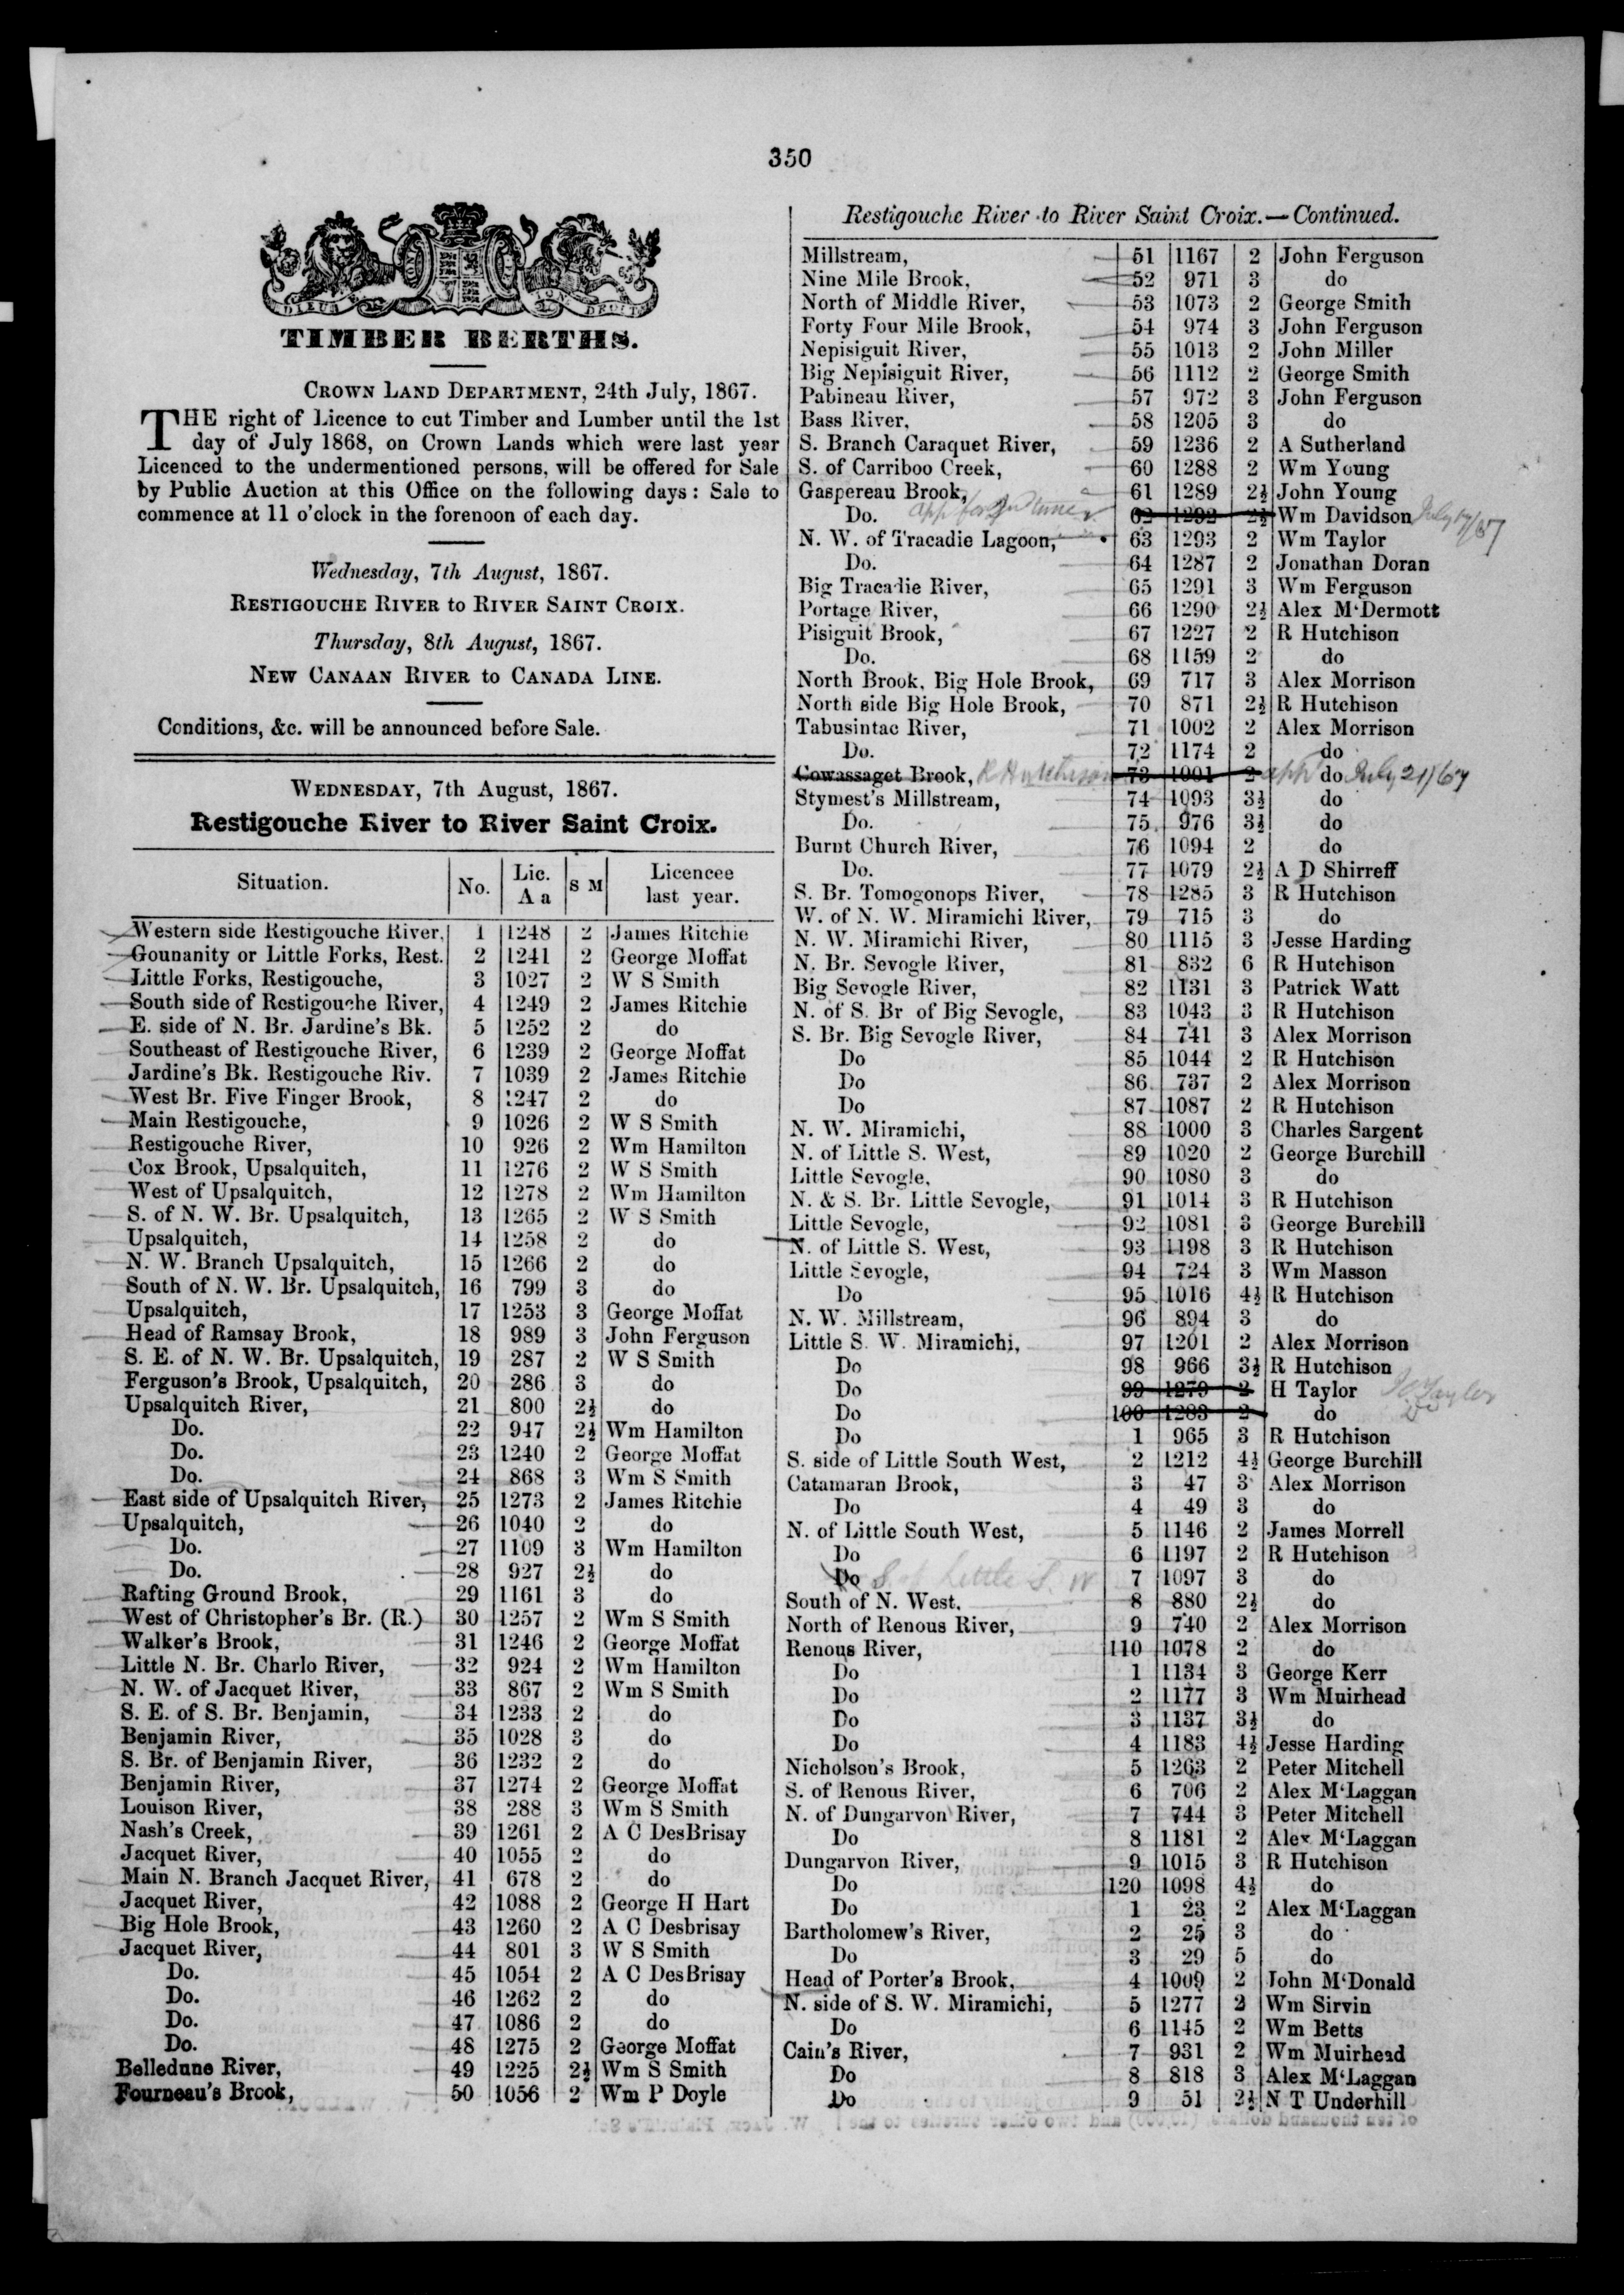 350
DIEU ET MON DROIT
TIMBER BERTHS.
CROWN LAND DEPARTMENT, 24th July, 1867.
THE right of Licence to cut Timber and Lumber until the 1st
day of July 1868, on Crown Lands which were last year
Licenced to the undermentioned persons, will be offered for Sale
by Public Auction at this Office on the following days: Sale to
commence at 11 o'clock in the forenoon of each day.
Wednesday, 7th August, 1867.
RESTIGOUCHE RIVER to RIVER SAINT CROIX.
Thursday, 8th August, 1867.
NEW CANAAN RIVER to CANADA LINE.
Conditions, &c. will be announced before Sale.
WEDNESDAY, 7th August, 1867.
Restigouche River to River Saint Croix.
Situation. No. Lic. A a S M Licencee last year.
Western side Restigouche River, 1 1248 2 James Ritchie
Gounanity or Little Forks, Rest. 2 1241 2 George Moffat
Little Forks, Restigouche, 3 1027 2 W S Smith
South side of Restigouche River, 4 1249 2 James Ritchie
E. side of N. Br. Jardine's Bk. 5 1252 2 do
Southeast of Restigouche River, 6 1239 2 George Moffat
Jardine's Bk. Restigouche Riv. 7 1039 2 James Ritchie
West Br. Five Finger Brook, 8 1247 2 do
Main Restigouche, 9 1026 2 W S Smith
Restigouche River, 10 926 2 Wm Hamilton
Cox Brook, Upsalquitch, 11 1276 2 W S Smith
West of Upsalquitch, 12 1278 2 Wm Hamilton
S. of N. W. Br. Upsalquitch, 13 1265 2 W S Smith
Upsalquitch, 14 1258 2 do
N. W. Branch Upsalquitch, 15 1266 2 do
South of N. W. Br. Upsalquitch, 16 799 3 do
Upsalquitch, 17 1253 3 George Moffat
Head of Ramsay Brook, 18 989 3 John Ferguson
S. E. of N. W. Br. Upsalquitch, 19 287 2 W S Smith
Ferguson's Brook, Upsalquitch, 20 286 3 do
Upsalquitch River, 21 800 2½ do
Do. 22 947 2½ Wm Hamilton
Do. 23 1240 2 George Moffat
Do. 24 868 3 Wm S Smith
East side of Upsalquitch River, 25 1273 2 James Ritchie
Upsalquitch, 26 1040 2 do
Do. 27 1109 3 Wm Hamilton
Do. 28 927 2½ do
Rafting Ground Brook, 29 1161 3 do
West of Christopher's Br. (R.) 30 1257 2 Wm S Smith
Walker's Brook, 31 1246 2 George Moffat
Little N. Br. Charlo River, 32 924 2 Wm Hamilton
N. W. of Jacquet River, 33 867 2 Wm S Smith
S. E. of S. Br. Benjamin, 34 1233 2 do
Benjamin River, 35 1028 3 do
S. Br. of Benjamin River, 36 1232 2 do
Benjamin River, 37 1274 2 George Moffat
Louison River, 38 288 3 Wm S Smith
Nash's Creek, 39 1261 2 A C DesBrisay
Jacquet River, 40 1055 2 do
Main N. Branch Jacquet River, 41 678 2 do
Jacquet River, 42 1088 2 George H Hart
Big Hole Brook, 43 1260 2 A C Desbrisay
Jacquet River, 44 801 3 W S Smith
Do. 45 1054 2 A C DesBrisay
Do. 46 1262 2 do
Do. 47 1086 2 do
Do. 48 1275 2 George Moffat
Belledune River, 49 1225 2½ Wm S Smith
Fourneau's Brook, 50 1056 2 Wm P Doyle
Restigouche River to River Saint Croix.—Continued.
Millstream, 51 1167 2 John Ferguson
Nine Mile Brook, 52 971 3 do
North of Middle River, 53 1073 2 George Smith
Forty Four Mile Brook, 54 974 3 John Ferguson
Nepisiguit River, 55 1013 2 John Miller
Big Nepisiguit River, 56 1112 2 George Smith
Pabineau River, 57 972 3 John Ferguson
Bass River, 58 1205 3 do
S. Branch Caraquet River, 59 1236 2 A Sutherland
S. of Carriboo Creek, 60 1288 2 Wm Young
Gaspereau Brook, 61 1289 2½ John Young
Do. app for 62 1292 2½ Wm Davidson July 17/67
N. W. of Tracadie Lagoon, 63 1293 2 Wm Taylor
Do. 64 1287 2 Jonathan Doran
Big Tracadie River, 65 1291 3 Wm Ferguson
Portage River, 66 1290 2½ Alex M'Dermott
Pisiguit Brook, 67 1227 2 R Hutchison
Do. 68 1159 2 do
North Brook, Big Hole Brook, 69 717 3 Alex Morrison
North side Big Hole Brook, 70 871 2½ R Hutchison
Tabusintac River, 71 1002 2 Alex Morrison
Do. 72 1174 2 do
Cowassaget Brook, R Hutchison 73 1001 2 app do July 21/67
Stymest's Millstream, 74 1093 3½ do
Do. 75 976 3½ do
Burnt Church River, 76 1094 2 do
Do. 77 1079 2½ A D Shirreff
S. Br. Tomogonops River, 78 1285 3 R Hutchison
W. of N. W. Miramichi River, 79 715 3 do
N. W. Miramichi River, 80 1115 3 Jesse Harding
N. Br. Sevogle River, 81 832 6 R Hutchison
Big Sevogle River, 82 1131 3 Patrick Watt
N. of S. Br of Big Sevogle, 83 1043 3 R Hutchison
S. Br. Big Sevogle River, 84 741 3 Alex Morrison
Do 85 1044 2 R Hutchison
Do 86 737 2 Alex Morrison
Do 87 1087 2 R Hutchison
N. W. Miramichi, 88 1000 3 Charles Sargent
N. of Little S. West, 89 1020 2 George Burchill
Little Sevogle, 90 1080 3 do
N. & S. Br. Little Sevogle, 91 1014 3 R Hutchison
Little Sevogle, 92 1081 3 George Burchill
N. of Little S. West, 93 1198 3 R Hutchison
Little Sevogle, 94 724 3 Wm Masson
Do 95 1016 4½ R Hutchison
N. W. Millstream, 96 894 3 do
Little S. W. Miramichi, 97 1201 2 Alex Morrison
Do 98 966 3½ R Hutchison
Do 99 1279 2 H Taylor Taylor
Do 100 1283 2 do
Do 1 965 3 R Hutchison
S. side of Little South West, 2 1212 4½ George Burchill
Catamaran Brook, 3 47 3 Alex Morrison
Do 4 49 3 do
N. of Little South West, 5 1146 2 James Morrell
Do 6 1197 2 R Hutchison
Do S. of Little S. W 7 1097 3 do
South of N. West, 8 880 2½ do
North of Renous River, 9 740 2 Alex Morrison
Renous River, 110 1078 2 do
Do 1 1134 3 George Kerr
Do 2 1177 3 Wm Muirhead
Do 3 1137 3½ do
Do 4 1183 4½ Jesse Harding
Nicholson's Brook, 5 1263 2 Peter Mitchell
S. of Renous River, 6 706 2 Alex M'Laggan
N. of Dungarvon River, 7 744 3 Peter Mitchell
Do 8 1181 2 Alex M'Laggan
Dungarvon River, 9 1015 3 R Hutchison
Do 120 1098 4½ do
Do 1 23 2 Alex M'Laggan
Bartholomew's River, 2 25 3 do
Do 3 29 5 do
Head of Porter's Brook, 4 1009 2 John M'Donald
N. side of S. W. Miramichi, 5 1277 2 Wm Sirvin
Do 6 1145 2 Wm Betts
Cain's River, 7 931 2 Wm Muirhead
Do 8 818 3 Alex M'Laggan
Do 9 51 2½ N T Underhill